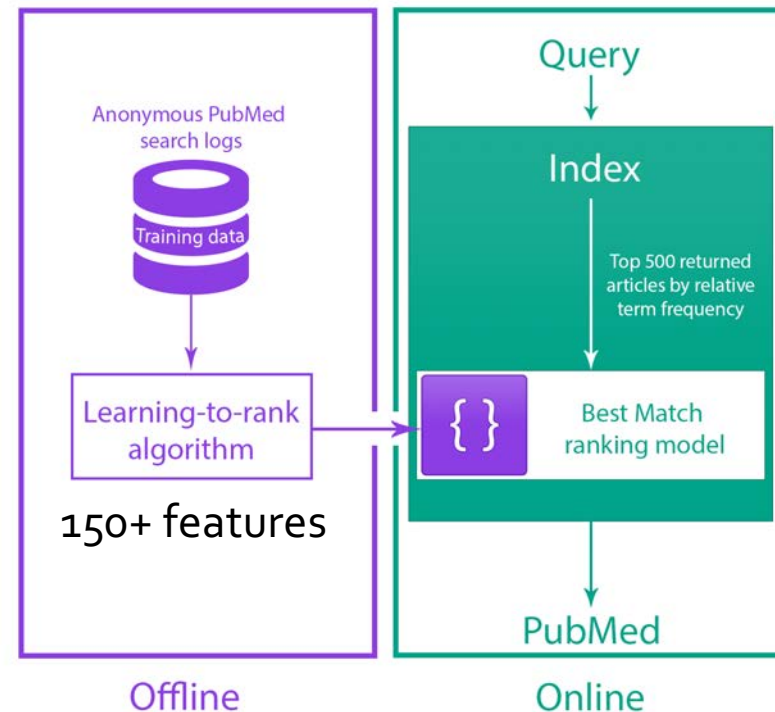 Anonymous PubMed
search logs
Training data
Learning-to-rank
algorithm
150+ features
Offline
Query
Index
Top 500 returned
articles by relative
term frequency
{ }
Best Match
ranking model
PubMed
Online